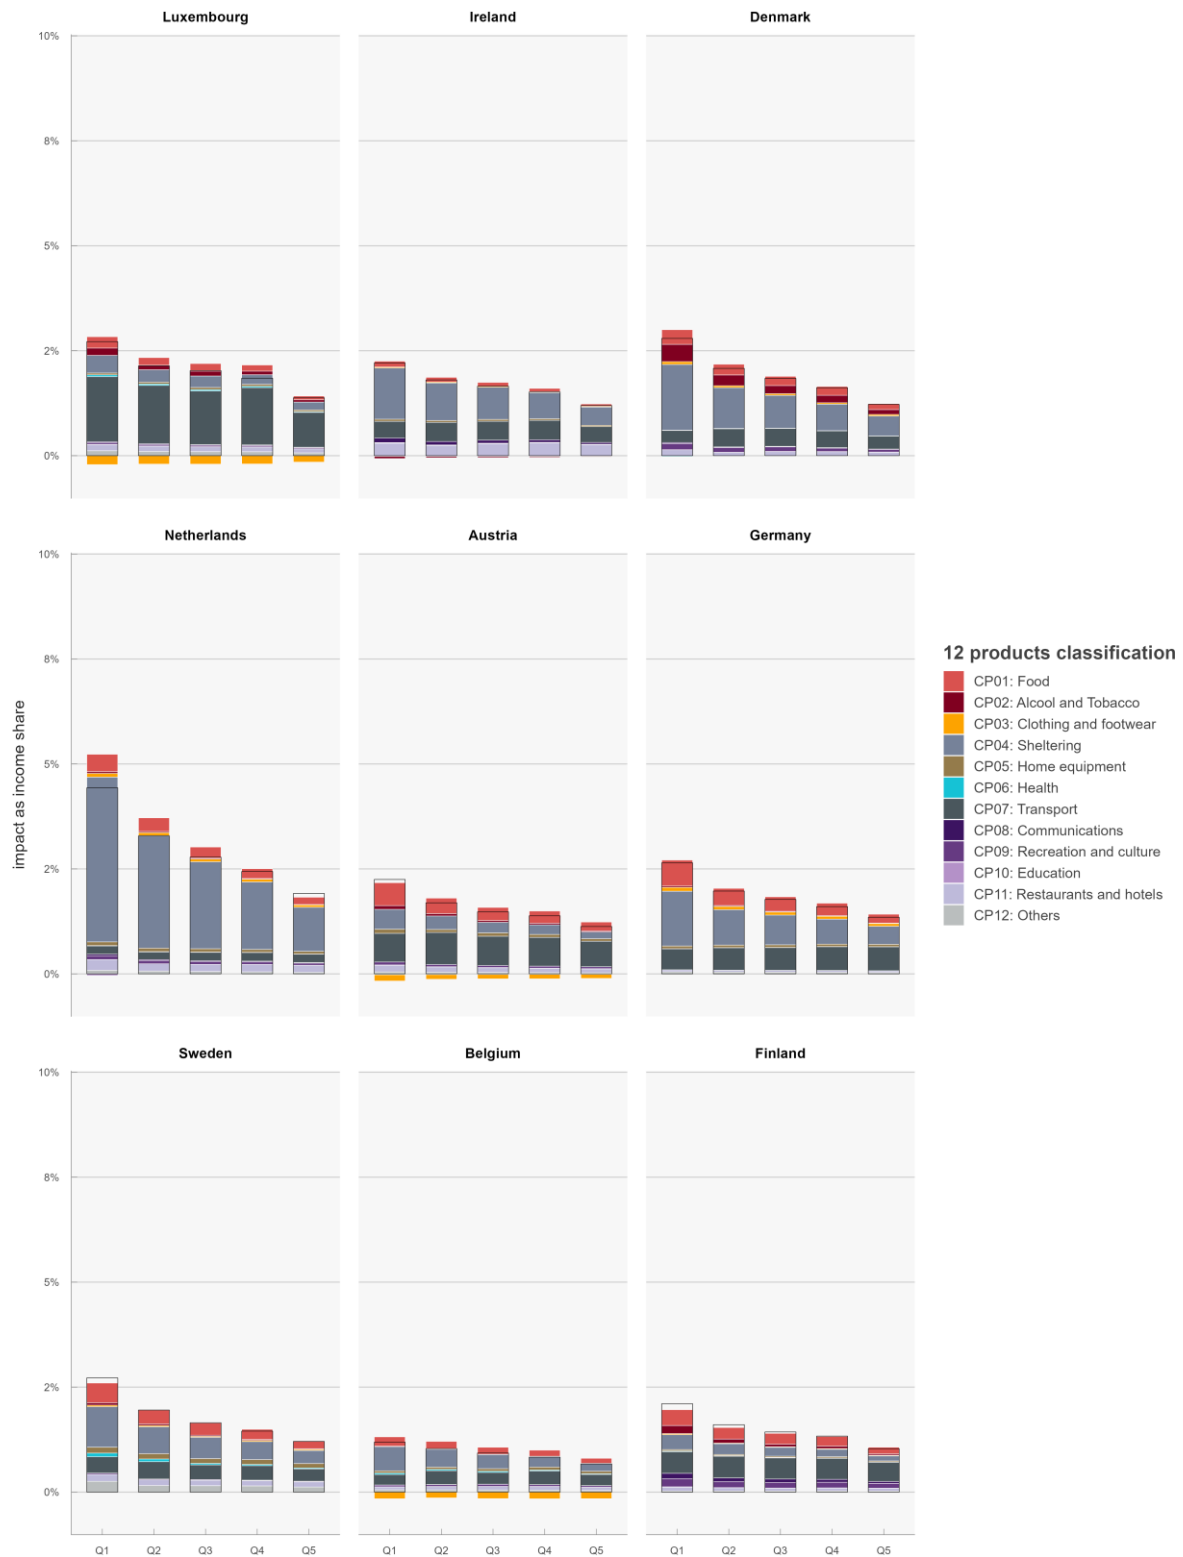 Luxembourg Ireland Denmark
10%
8%
5%
2%
0%
Netherlands Austria Germany
10%
8%
5%
2%
0%
impact as income share
12 products classification
CP01: Food
CP02: Alcool and Tobacco
CP03: Clothing and footwear
CP04: Sheltering
CP05: Home equipment
CP06: Health
CP07: Transport
CP08: Communications
CP09: Recreation and culture
CP10: Education
CP11: Restaurants and hotels
CP12: Others
Sweden Belgium Finland
10%
8%
5%
2%
0%
Q1 Q2 Q3 Q4 Q5 Q1 Q2 Q3 Q4 Q5 Q1 Q2 Q3 Q4 Q5